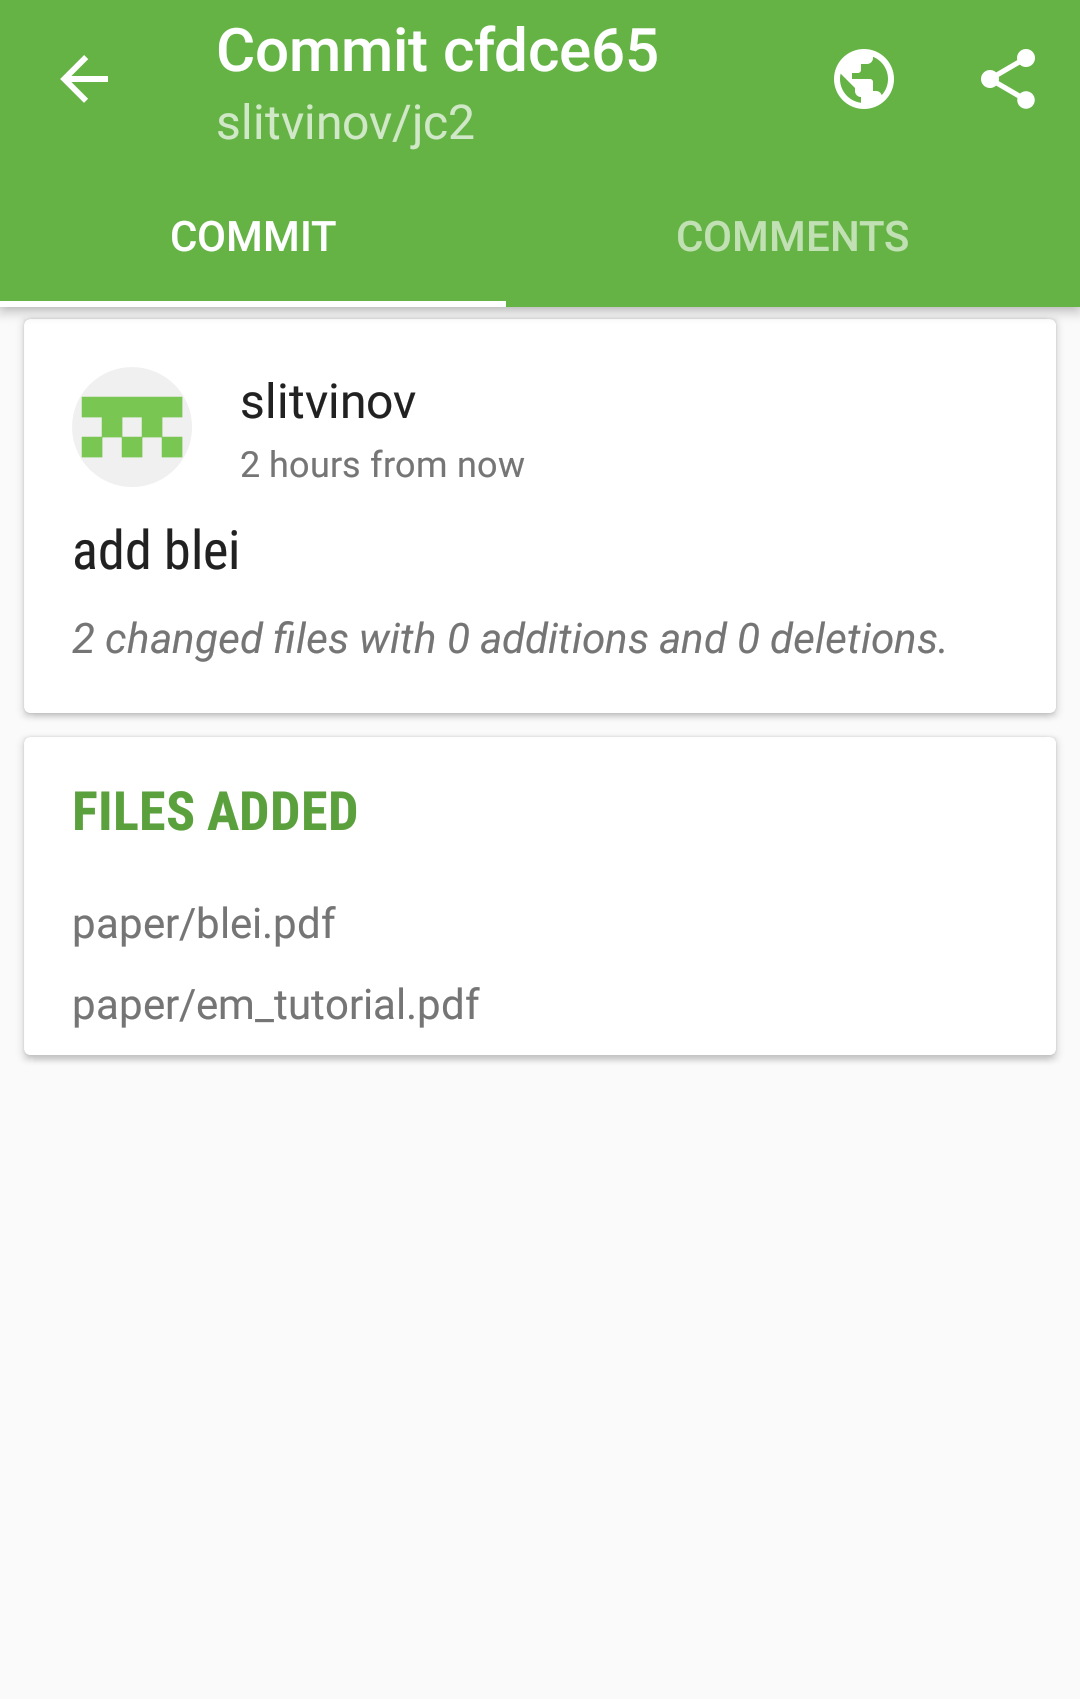 Commit cfdce65
slitvinov/jc2
COMMIT
COMMENTS
slitvinov
2 hours from now
add blei
2 changed files with 0 additions and 0 deletions.
FILES ADDED
paper/blei.pdf
paper/em_tutorial.pdf